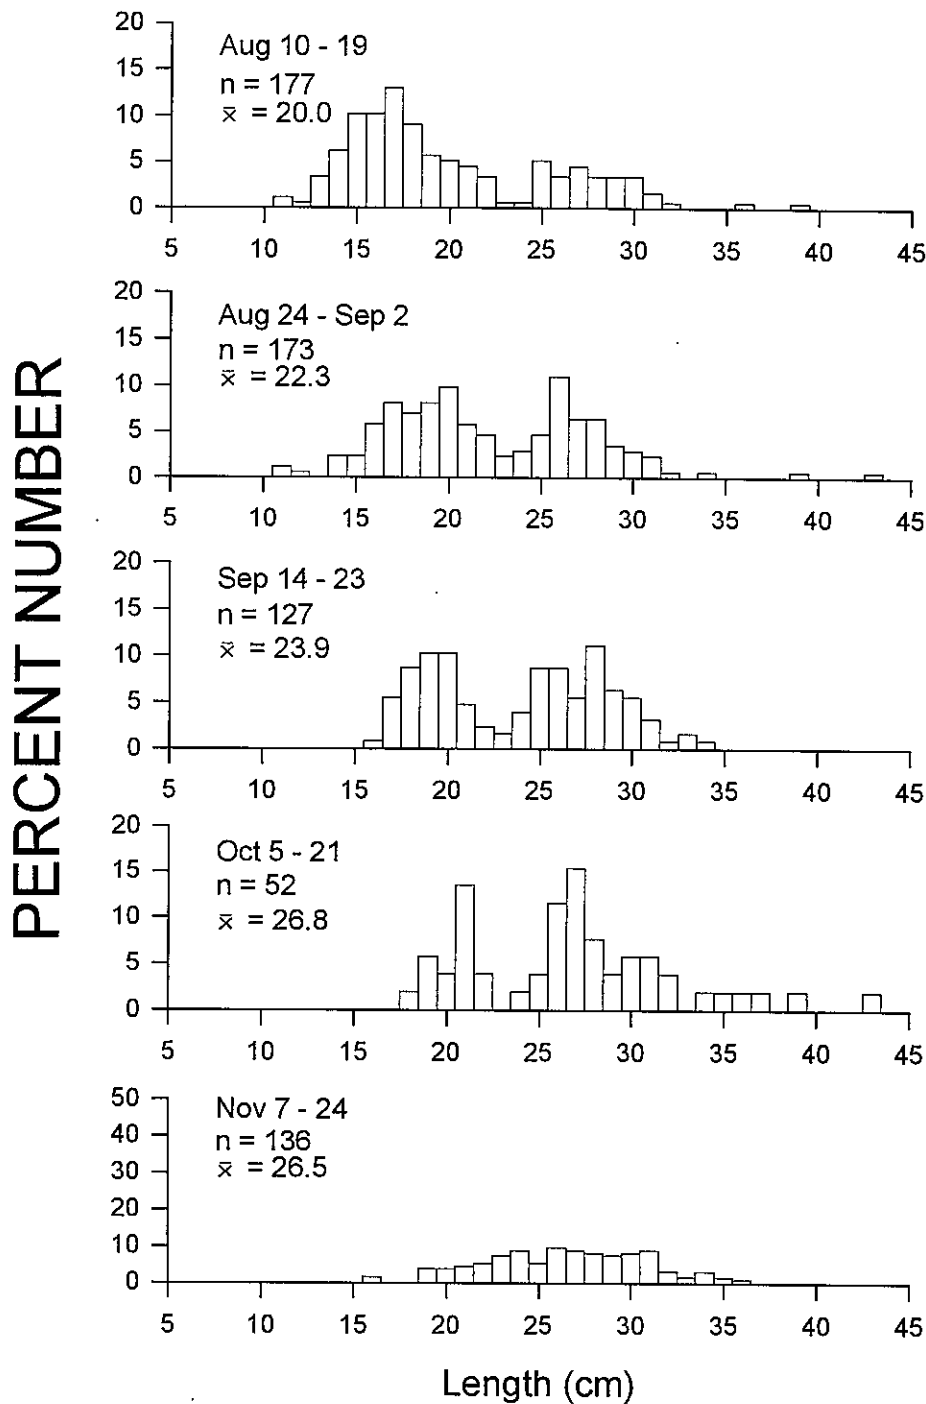 PERCENT NUMBER
20
15
10
5
0
Aug 10 - 19
n = 177
x̄ = 20.0
5 10 15 20 25 30 35 40 45
20
15
10
5
0
Aug 24 - Sep 2
n = 173
x̄ = 22.3
5 10 15 20 25 30 35 40 45
20
15
10
5
0
Sep 14 - 23
n = 127
x̄ = 23.9
5 10 15 20 25 30 35 40 45
20
15
10
5
0
Oct 5 - 21
n = 52
x̄ = 26.8
5 10 15 20 25 30 35 40 45
50
40
30
20
10
0
Nov 7 - 24
n = 136
x̄ = 26.5
5 10 15 20 25 30 35 40 45
Length (cm)